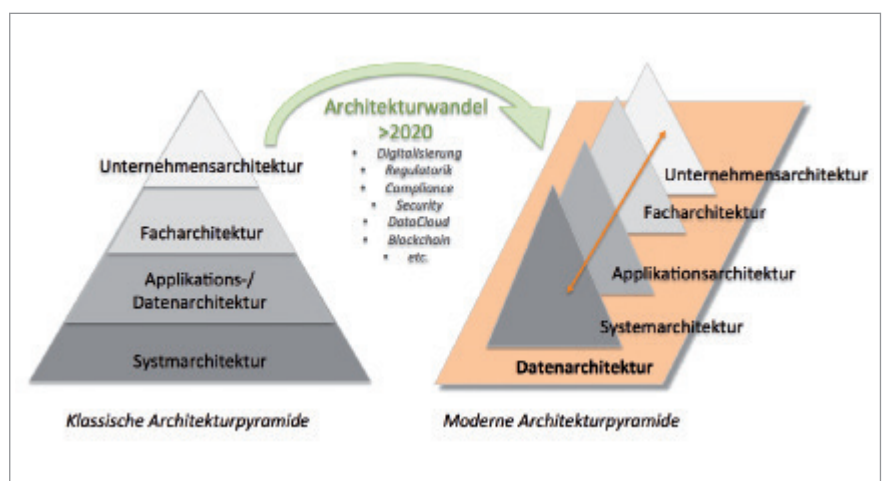 Architekturwandel
>2020
• Digitalisierung
• Regulatorik
• Compliance
• Security
• DataCloud
• Blockchain
• etc.
Unternehmensarchitektur
Facharchitektur
Applikations-/
Datenarchitektur
Systmarchitektur
Klassische Architekturpyramide
Unternehmensarchitektur
Facharchitektur
Applikationsarchitektur
Systemarchitektur
Datenarchitektur
Moderne Architekturpyramide